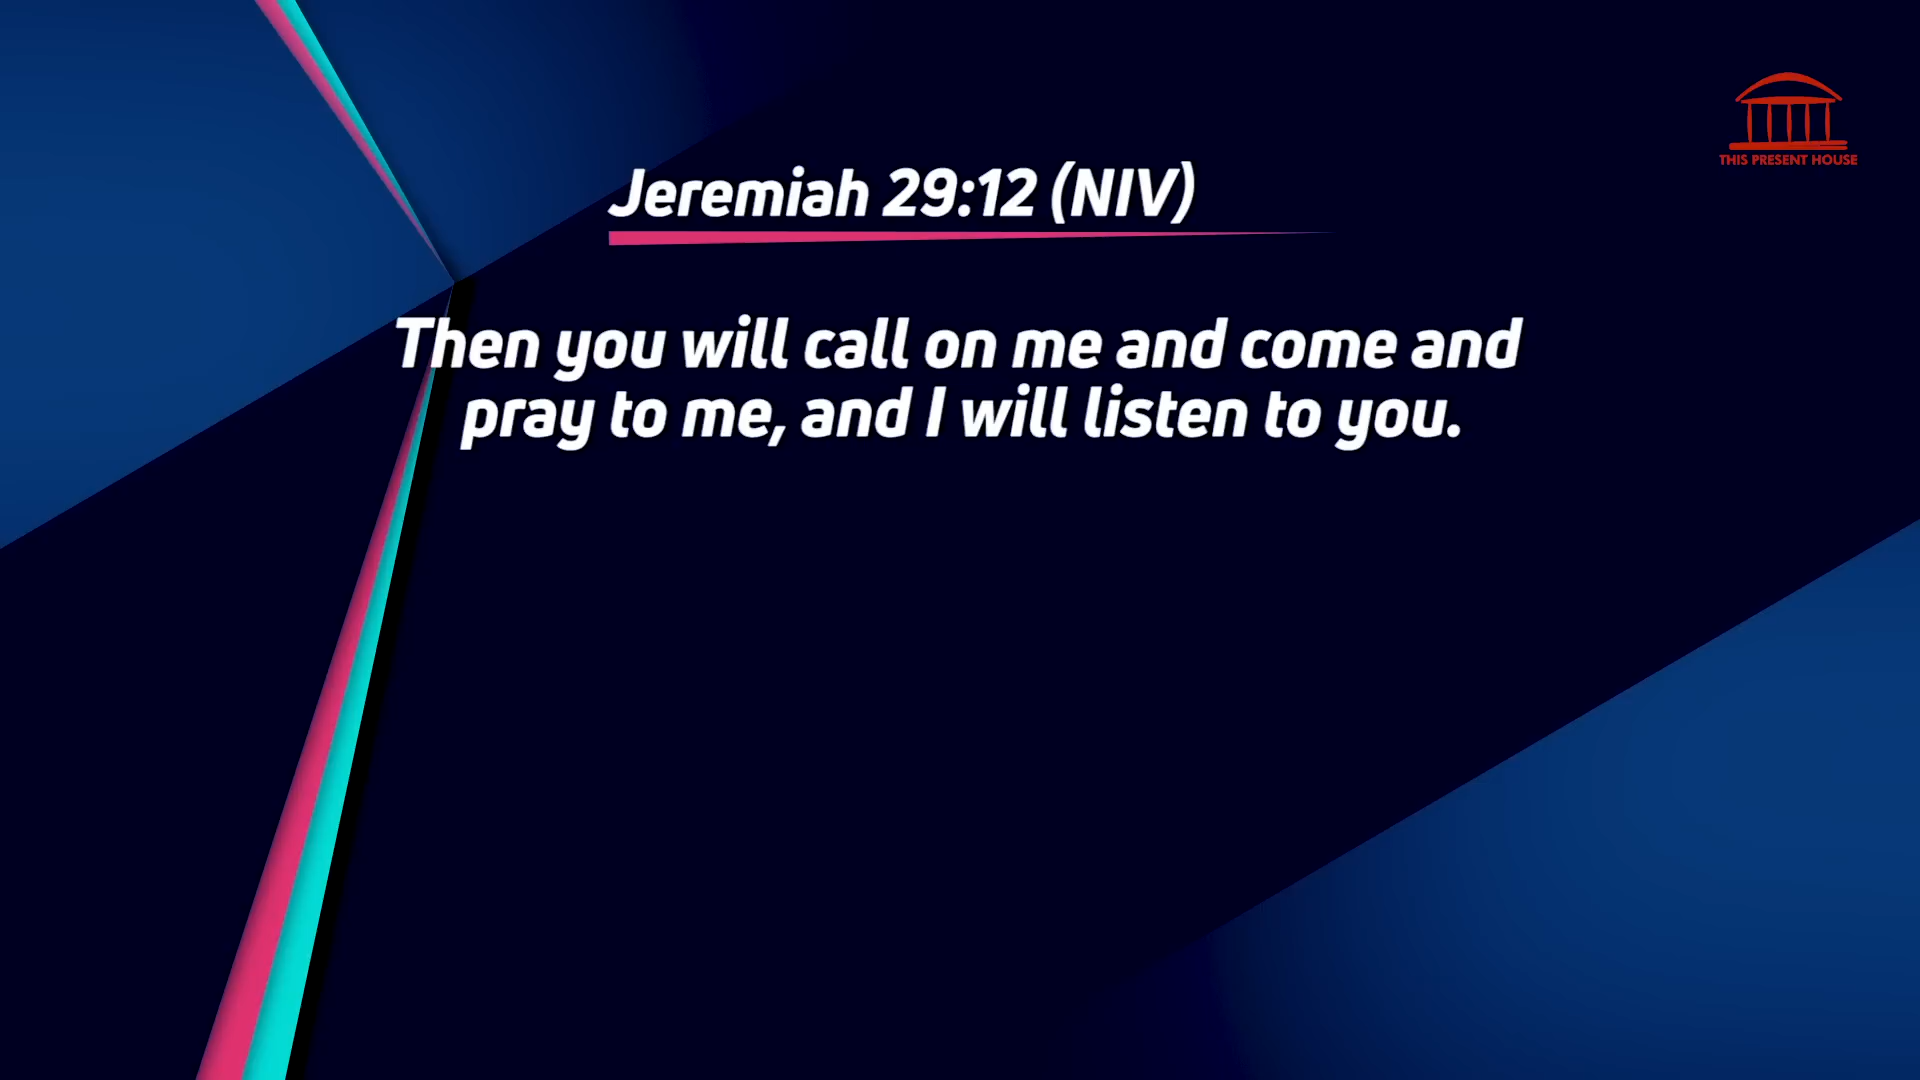 THIS PRESENT HOUSE
Jeremiah 29:12 (NIV)
Then you will call on me and come and
pray to me, and I will listen to you.